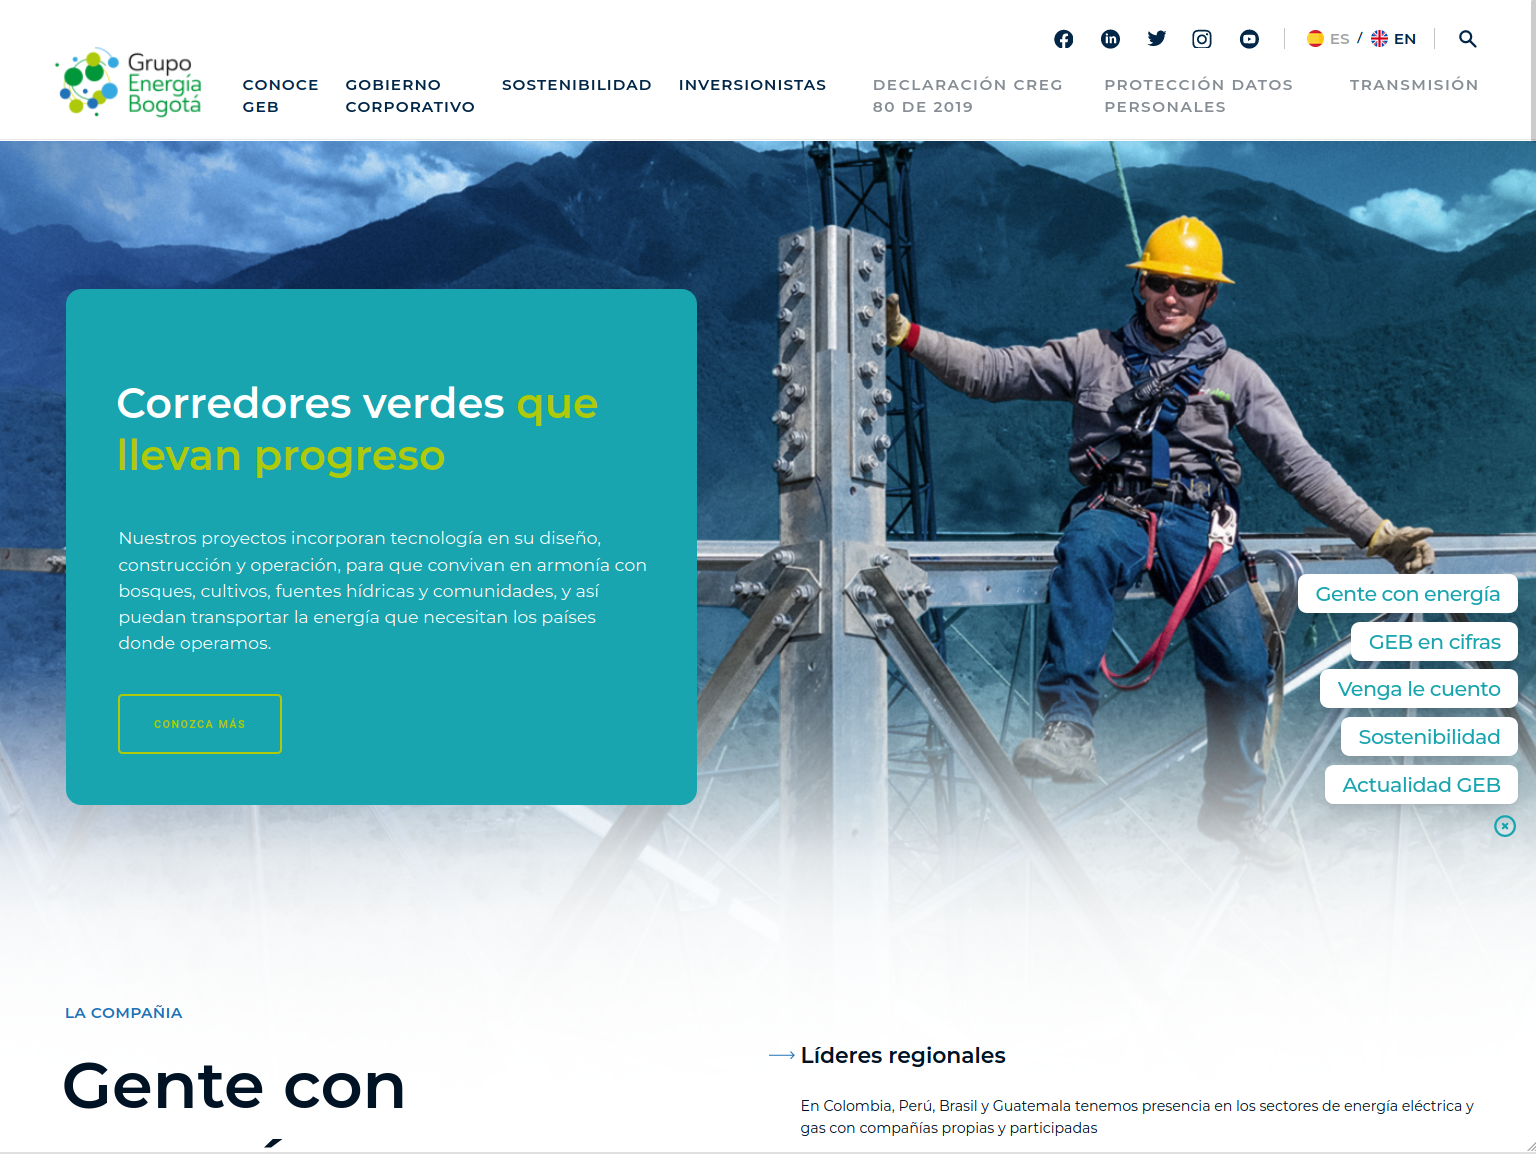 ES / EN
Grupo
Energía
Bogotá
CONOCE
GEB
GOBIERNO
CORPORATIVO
SOSTENIBILIDAD
INVERSIONISTAS
DECLARACIÓN CREG
80 DE 2019
PROTECCIÓN DATOS
PERSONALES
TRANSMISIÓN
Corredores verdes que
llevan progreso
Nuestros proyectos incorporan tecnología en su diseño,
construcción y operación, para que convivan en armonía con
bosques, cultivos, fuentes hídricas y comunidades, y así
puedan transportar la energía que necesitan los países
donde operamos.
CONOZCA MÁS
Gente con energía
GEB en cifras
Venga le cuento
Sostenibilidad
Actualidad GEB
LA COMPAÑIA
Gente con
Líderes regionales
En Colombia, Perú, Brasil y Guatemala tenemos presencia en los sectores de energía eléctrica y
gas con compañías propias y participadas